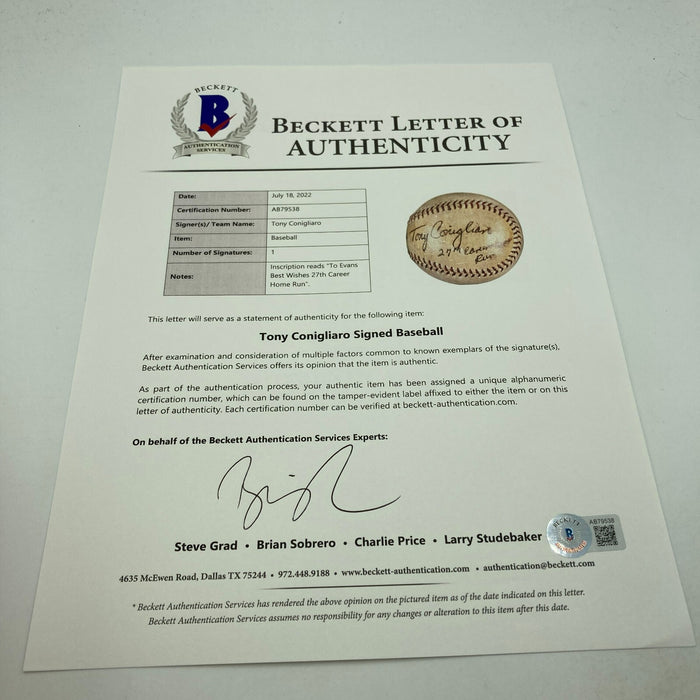 BECKETT
B
AUTHENTICATION
SERVICES
BECKETT LETTER OF
AUTHENTICITY
Date: July 18, 2022
Certification Number: AB79538
Signer(s)/ Team Name: Tony Conigliaro
Item: Baseball
Number of Signatures: 1
Notes: Inscription reads "To Evans
Best Wishes 27th Career
Home Run".
Tony Conigliaro
27th Career
Run
This letter will serve as a statement of authenticity for the following item:
Tony Conigliaro Signed Baseball
After examination and consideration of multiple factors common to known exemplars of the signature(s),
Beckett Authentication Services offers its opinion that the item is authentic.
As part of the authentication process, your authentic item has been assigned a unique alphanumeric
certification number, which can be found on the tamper-evident label affixed to either the item or on this
letter of authenticity. Each certification number can be verified at beckett-authentication.com.
On behalf of the Beckett Authentication Services Experts:
Steve Grad • Brian Sobrero • Charlie Price • Larry Studebaker
BECKETT
B
AB79538
4635 McEwen Road, Dallas TX 75244 • 972.448.9188 • www.beckett-authentication.com • authentication@beckett.com
* Beckett Authentication Services has rendered the above opinion on the pictured item as of the date indicated on this letter.
Beckett Authentication Services assumes no responsibility for any changes or alteration to this item after this date.